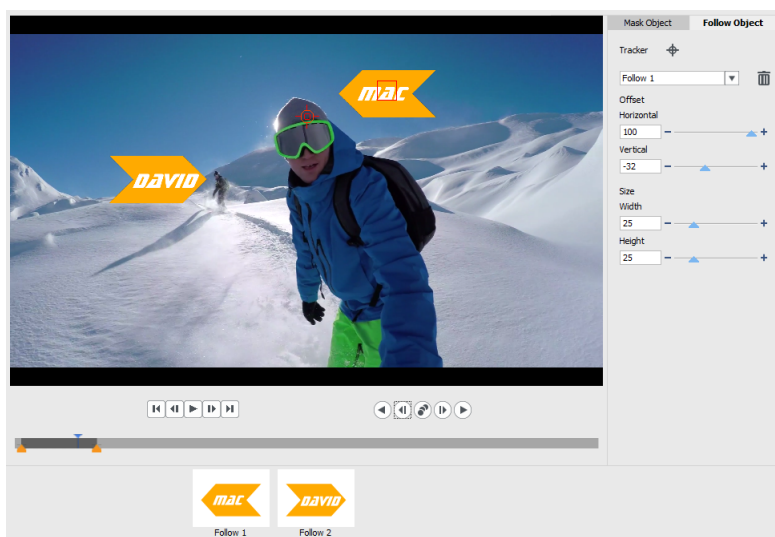 Mask Object
Follow Object
Tracker
Follow 1
Offset
Horizontal
100
Vertical
-32
Size
Width
25
Height
25
MAC
DAVID
MAC
DAVID
Follow 1
Follow 2